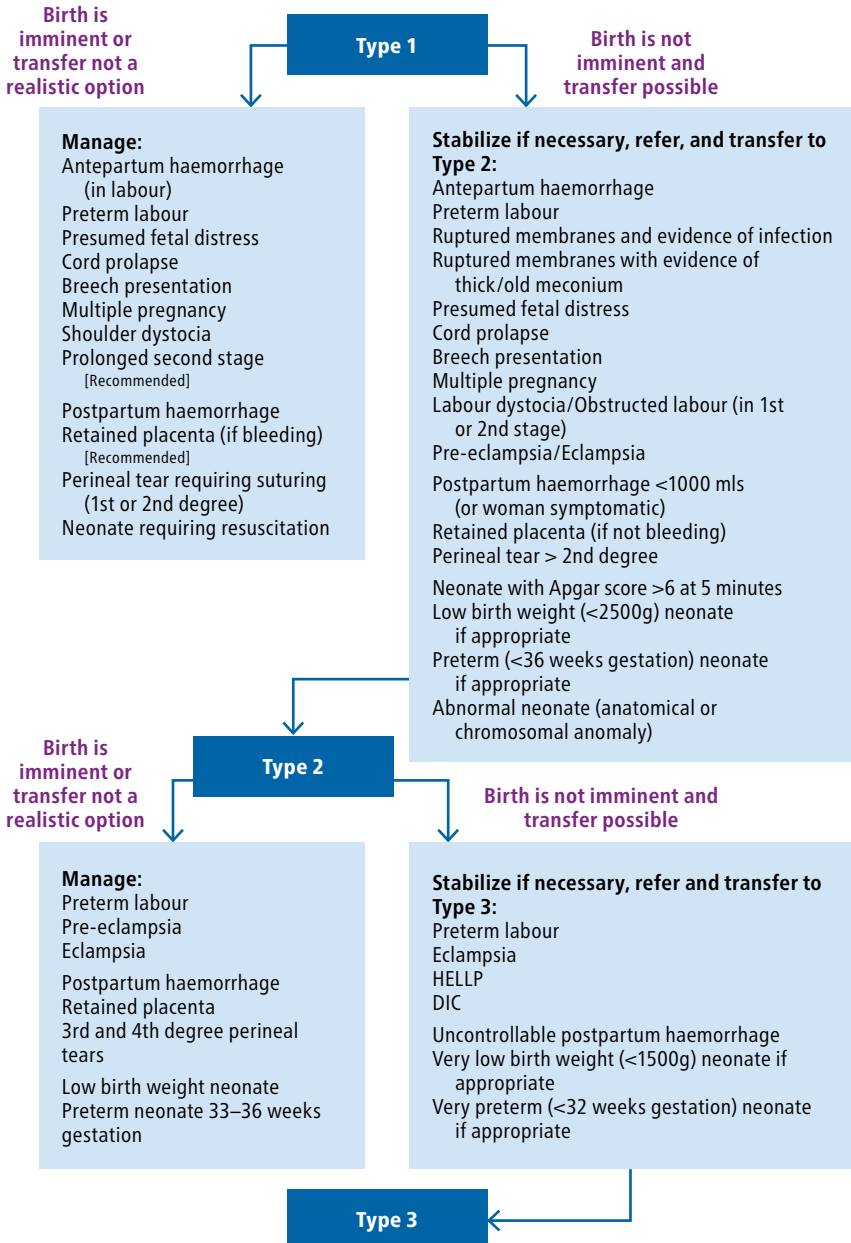 Birth is
imminent or
transfer not a
realistic option
Type 1
Birth is not
imminent and
transfer possible
Manage:
Antepartum haemorrhage
(in labour)
Preterm labour
Presumed fetal distress
Cord prolapse
Breech presentation
Multiple pregnancy
Shoulder dystocia
Prolonged second stage
[Recommended]
Postpartum haemorrhage
Retained placenta (if bleeding)
[Recommended]
Perineal tear requiring suturing
(1st or 2nd degree)
Neonate requiring resuscitation
Stabilize if necessary, refer, and transfer to
Type 2:
Antepartum haemorrhage
Preterm labour
Ruptured membranes and evidence of infection
Ruptured membranes with evidence of
thick/old meconium
Presumed fetal distress
Cord prolapse
Breech presentation
Multiple pregnancy
Labour dystocia/Obstructed labour (in 1st
or 2nd stage)
Pre-eclampsia/Eclampsia
Postpartum haemorrhage <1000 mls
(or woman symptomatic)
Retained placenta (if not bleeding)
Perineal tear > 2nd degree
Neonate with Apgar score >6 at 5 minutes
Low birth weight (<2500g) neonate
if appropriate
Preterm (<36 weeks gestation) neonate
if appropriate
Abnormal neonate (anatomical or
chromosomal anomaly)
Birth is
imminent or
transfer not a
realistic option
Type 2
Birth is not imminent and
transfer possible
Manage:
Preterm labour
Pre-eclampsia
Eclampsia
Postpartum haemorrhage
Retained placenta
3rd and 4th degree perineal
tears
Low birth weight neonate
Preterm neonate 33–36 weeks
gestation
Stabilize if necessary, refer and transfer to
Type 3:
Preterm labour
Eclampsia
HELLP
DIC
Uncontrollable postpartum haemorrhage
Very low birth weight (<1500g) neonate if
appropriate
Very preterm (<32 weeks gestation) neonate
if appropriate
Type 3